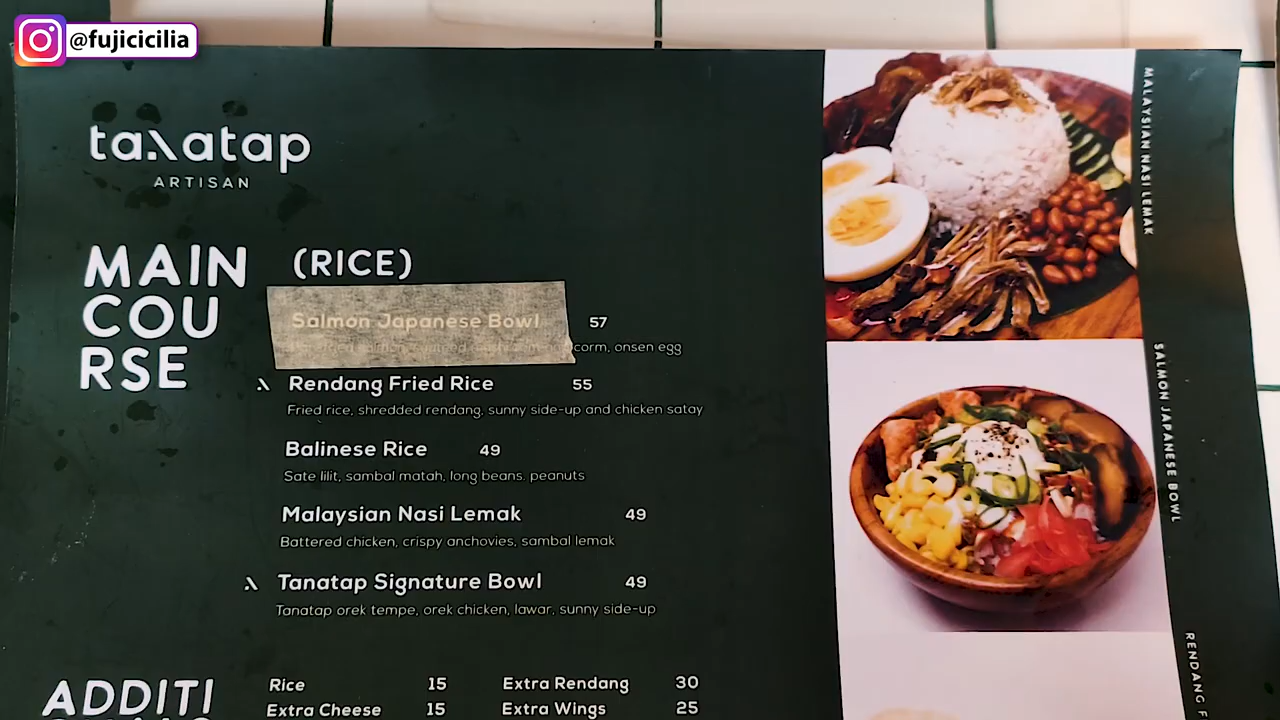 @fujicicilia
tanatap
ARTISAN
MAIN
COU
RSE
(RICE)
Salmon Japanese Bowl 57
corm, onsen egg
Rendang Fried Rice 55
Fried rice, shredded rendang, sunny side-up and chicken satay
Balinese Rice 49
Sate lilit, sambal matah, long beans. peanuts
Malaysian Nasi Lemak 49
Battered chicken, crispy anchovies, sambal lemak
Tanatap Signature Bowl 49
Tanatap orek tempe, orek chicken, lawar, sunny side-up
ADDITI
Rice 15 Extra Rendang 30
Extra Cheese 15 Extra Wings 25
MALAYSIAN NASI LEMAK
SALMON JAPANESE BOWL
RENDANG F